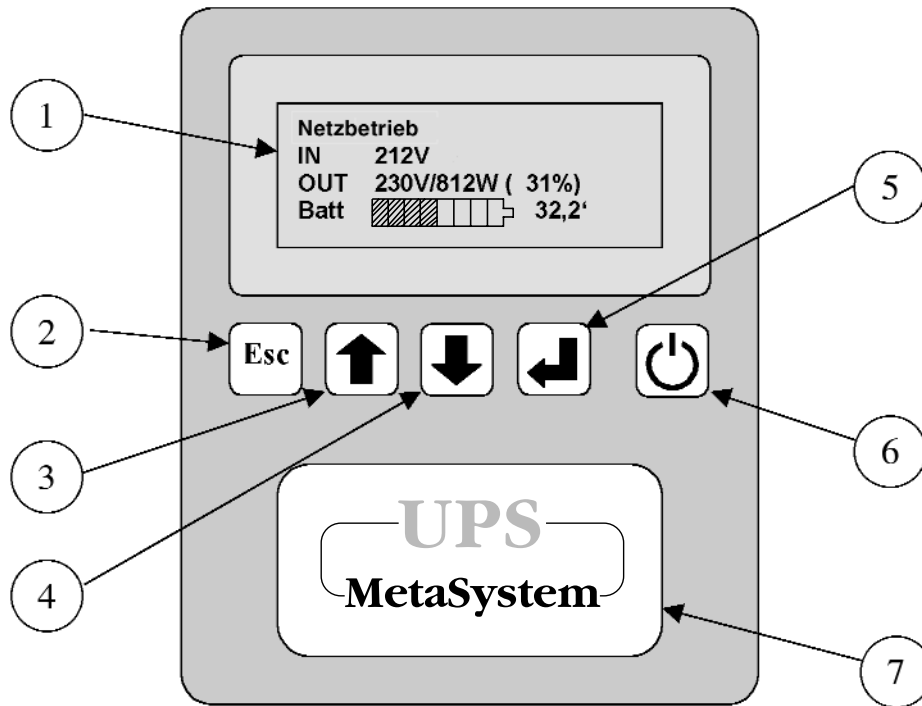 1
Netzbetrieb
IN 212V
OUT 230V/812W ( 31%)
Batt 32,2‘
5
2
Esc
3
6
4
UPS
MetaSystem
7